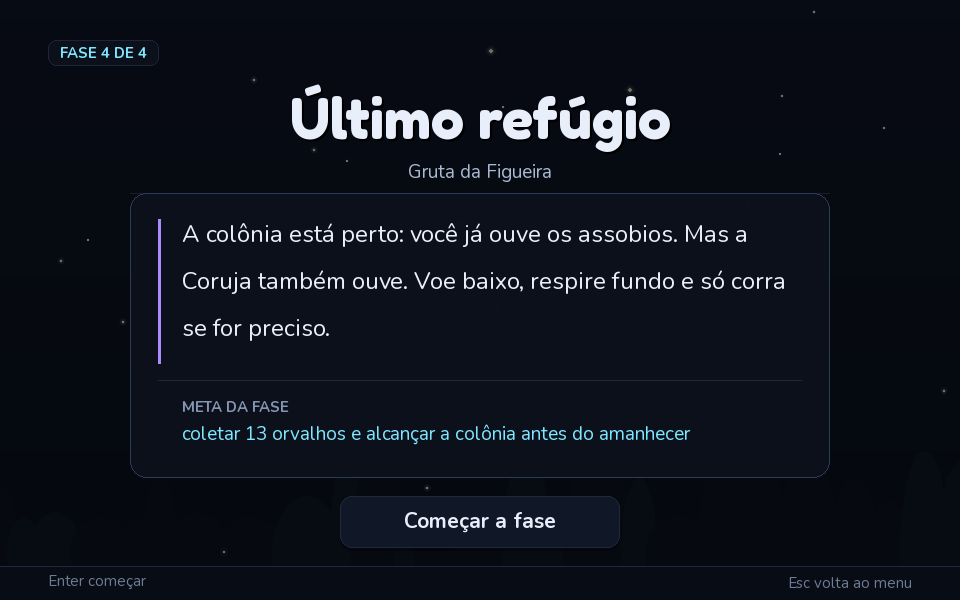 FASE 4 DE 4
Último refúgio
Gruta da Figueira
A colônia está perto: você já ouve os assobios. Mas a
Coruja também ouve. Voe baixo, respire fundo e só corra
se for preciso.
META DA FASE
coletar 13 orvalhos e alcançar a colônia antes do amanhecer
Começar a fase
Enter começar
Esc volta ao menu